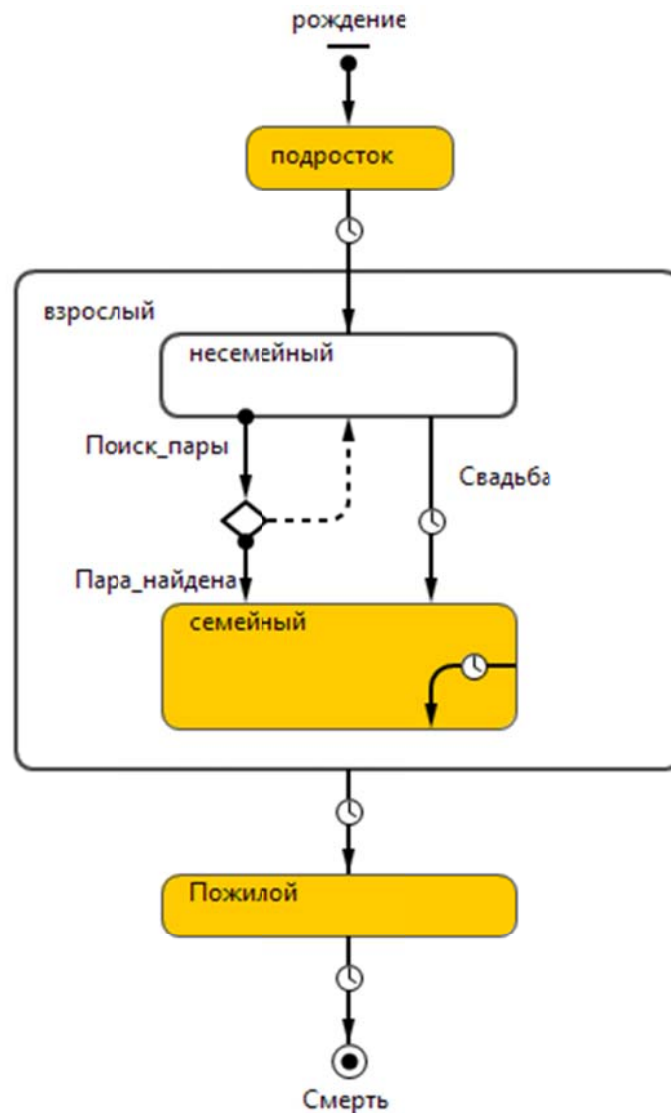 рождение
подросток
взрослый
несемейный
Поиск_пары
Свадьба
Пара_найдена
семейный
Пожилой
Смерть